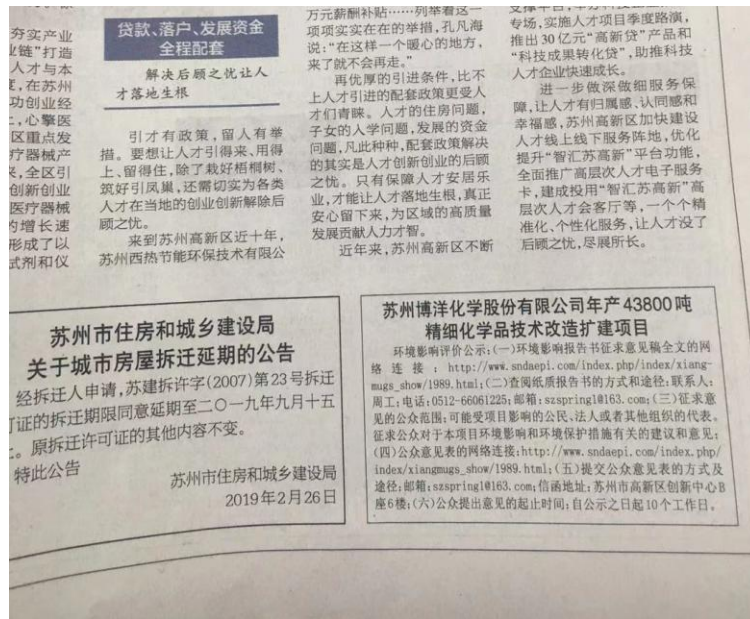 夯实产业
业链”打造
人才与本
,在苏州
功创业经
,心擎医
区重点发
疗器械产
,全区引
创新创业
医疗器械
的增长速
形成了以
试剂和仪
贷款、落户、发展资金
全程配套
解决后顾之忧让人
才落地生根
引才有政策,留人有举
措。要想让人才引得来、用得
上、留得住,除了栽好梧桐树、
筑好引凤巢,还需切实为各类
人才在当地的创业创新解除后
顾之忧。
来到苏州高新区近十年,
苏州西热节能环保技术有限公
万元薪酬补贴……列举着这一
项项实实在在的举措,孔凡海
说:“在这样一个暖心的地方,
来了就不会再走。”
再优厚的引进条件,比不
上人才引进的配套政策更受人
才们青睐。人才的住房问题,
子女的入学问题,发展的资金
问题,凡此种种,配套政策解决
的其实是人才创新创业的后顾
之忧。只有保障人才安居乐
业,才能让人才落地生根,真正
安心留下来,为区域的高质量
发展贡献人力才智。
近年来,苏州高新区不断
专场,实施人才项目季度路演,
推出30亿元“高新贷”产品和
“科技成果转化贷”,助推科技
人才企业快速成长。
进一步做深做细服务保
障,让人才有归属感、认同感和
幸福感,苏州高新区加快建设
人才线上线下服务阵地,优化
提升“智汇苏高新”平台功能,
全面推广高层次人才电子服务
卡,建成投用“智汇苏高新”高
层次人才会客厅等,一个个精
准化、个性化服务,让人才没了
后顾之忧,尽展所长。
苏州市住房和城乡建设局
关于城市房屋拆迁延期的公告
经拆迁人申请,苏建拆许字(2007)第23号拆迁
可证的拆迁期限同意延期至二〇一九年九月十五
。原拆迁许可证的其他内容不变。
特此公告
苏州市住房和城乡建设局
2019年2月26日
苏州博洋化学股份有限公司年产43800吨
精细化学品技术改造扩建项目
环境影响评价公示:(一)环境影响报告书征求意见稿全文的网
络连接:http://www.sndaepi.com/index.php/index/xiang-
mugs_show/1989.html;(二)查阅纸质报告书的方式和途径:联系人:
周工;电话:0512-66061225;邮箱:szspring1@163.com;(三)征求意
见的公众范围:可能受项目影响的公民、法人或者其他组织的代表。
征求公众对于本项目环境影响和环境保护措施有关的建议和意见;
(四)公众意见表的网络连接:http://www.sndaepi.com/index.php/
index/xiangmugs_show/1989.html;(五)提交公众意见表的方式及
途径:邮箱:szspring1@163.com;信函地址:苏州市高新区创新中心B
座6楼;(六)公众提出意见的起止时间:自公示之日起10个工作日。